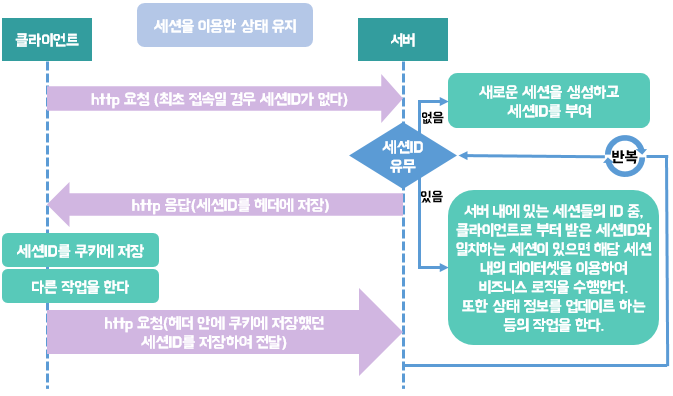 세션을 이용한 상태 유지
클라이언트
서버
http 요청 (최초 접속일 경우 세션ID가 없다)
없음
새로운 세션을 생성하고
세션ID를 부여
세션ID
유무
반복
있음
http 응답(세션ID를 헤더에 저장)
서버 내에 있는 세션들의 ID 중,
클라이언트로 부터 받은 세션ID와
일치하는 세션이 있으면 해당 세션
내의 데이터셋을 이용하여
비즈니스 로직을 수행한다.
또한 상태 정보를 업데이트 하는
등의 작업을 한다.
세션ID를 쿠키에 저장
다른 작업을 한다
http 요청(헤더 안에 쿠키에 저장했던
세션ID를 저장하여 전달)